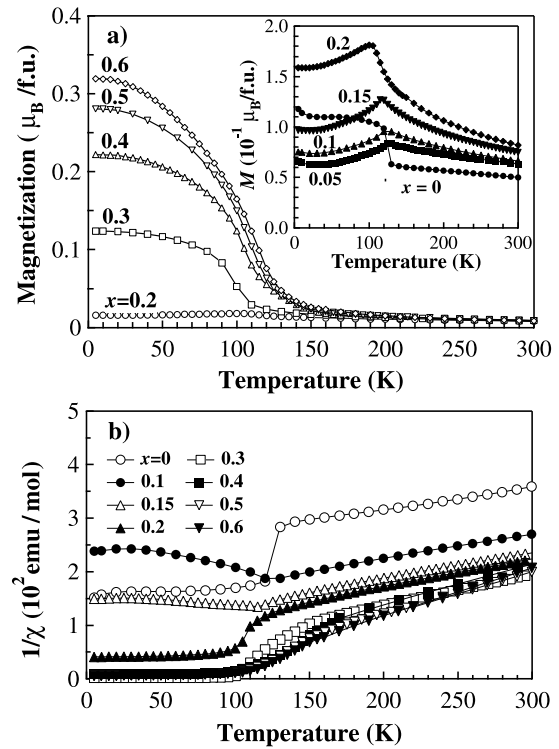 a)
0.4
0.3
0.2
0.1
0
Magnetization ( μB /f.u.)
0.6
0.5
0.4
0.3
x=0.2
0 50 100 150 200 250 300
Temperature (K)
2.0
1.5
1.0
0.5
0.0
M (10-1 μB/f.u.)
0.2
0.15
0.1
0.05
x = 0
0 100 200 300
Temperature (K)
b)
5
4
3
2
1
0
1/χ (102 emu / mol)
x=0 0.3
0.1 0.4
0.15 0.5
0.2 0.6
0 50 100 150 200 250 300
Temperature (K)